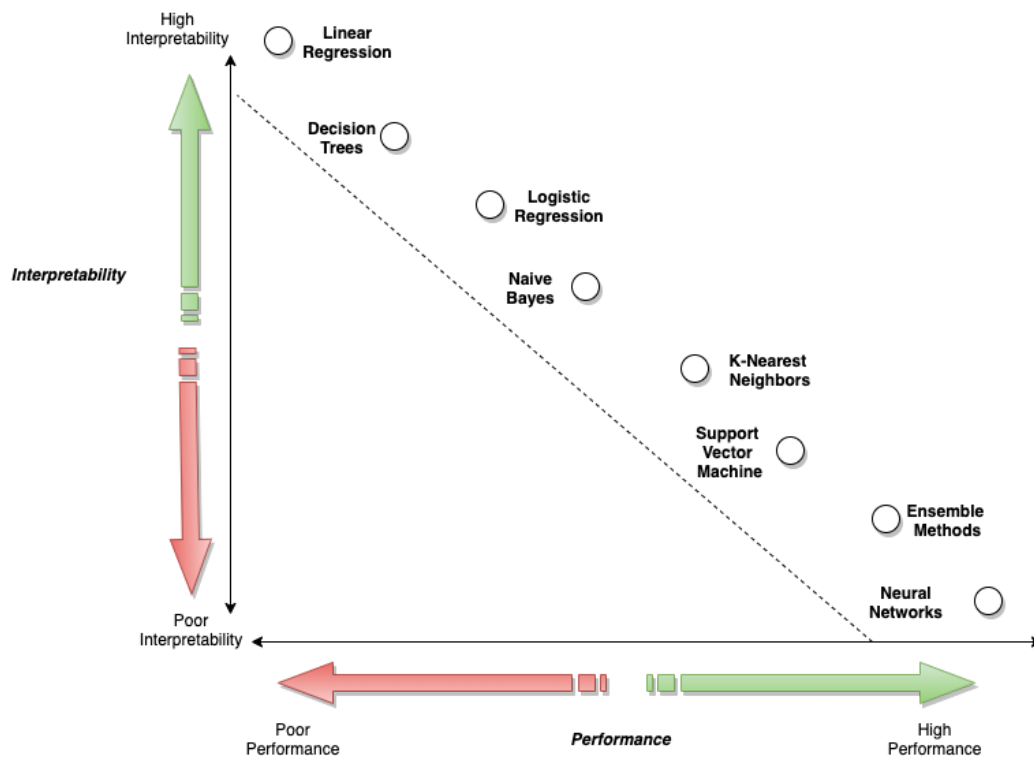 High
Interpretability
Linear
Regression
Decision
Trees
Logistic
Regression
Interpretability
Naive
Bayes
K-Nearest
Neighbors
Support
Vector
Machine
Ensemble
Methods
Neural
Networks
Poor
Interpretability
Poor
Performance
Performance
High
Performance